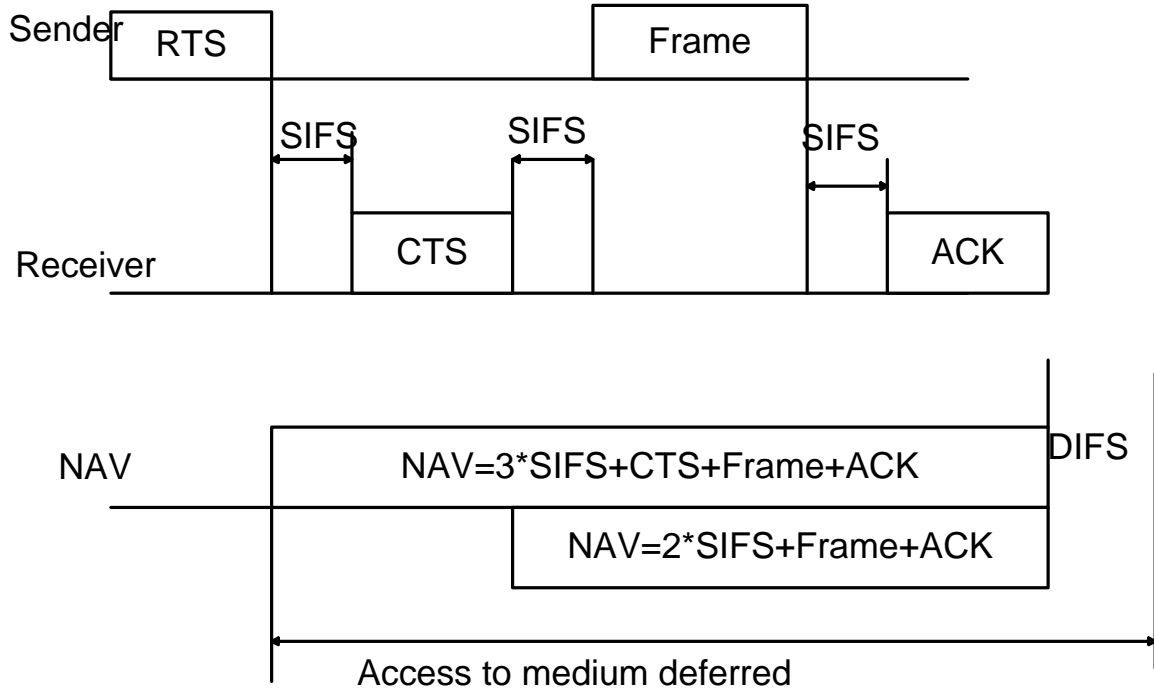 Sender
RTS
Frame
SIFS
SIFS
SIFS
CTS
ACK
Receiver
NAV
NAV=3*SIFS+CTS+Frame+ACK
DIFS
NAV=2*SIFS+Frame+ACK
Access to medium deferred